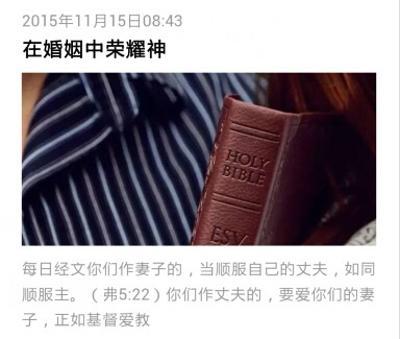 2015年11月15日08:43
在婚姻中荣耀神
HOLY
BIBLE
ESV
每日经文你们作妻子的，当顺服自己的丈夫，如同
顺服主。（弗5:22）你们作丈夫的，要爱你们的妻
子，正如基督爱教